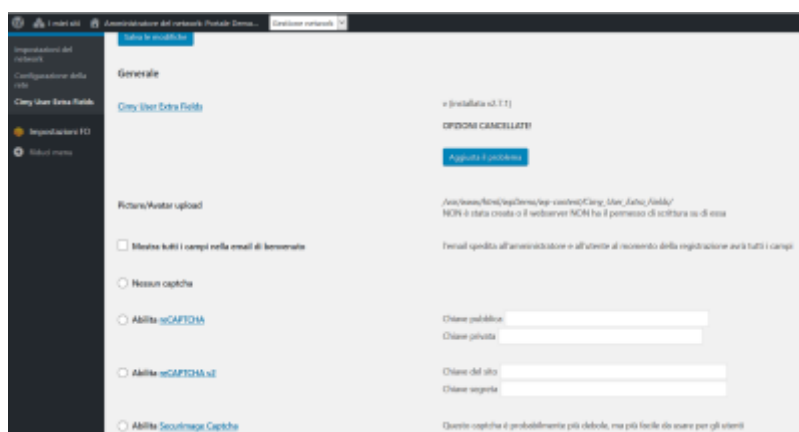 I miei siti Amministratore del network: Portale Demo... Gestione network
Impostazioni del
network
Configurazione della
rete
Cimy User Extra Fields
Impostazioni FO
Riduci menu
Salva le modifiche
Generale
Cimy User Extra Fields
v (installata v2.7.1)
OPZIONI CANCELLATE!
Aggiusta il problema
Picture/Avatar upload
/var/www/html/wpDemo/wp-content/Cimy_User_Extra_Fields/
NON è stata creata o il webserver NON ha il permesso di scrittura su di essa
Mostra tutti i campi nella email di benvenuto
l'email spedita all'amministratore e all'utente al momento della registrazione avrà tutti i campi
Nessun captcha
Abilita reCAPTCHA
Chiave pubblica
Chiave privata
Abilita reCAPTCHA v2
Chiave del sito
Chiave segreta
Abilita Securimage Captcha
Questo captcha è probabilmente più debole, ma più facile da usare per gli utenti